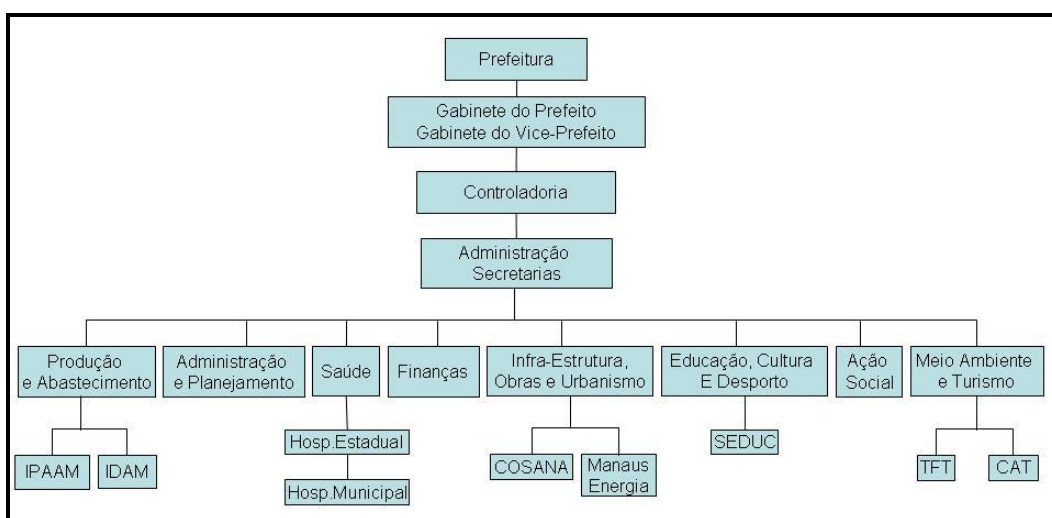 Prefeitura
Gabinete do Prefeito
Gabinete do Vice-Prefeito
Controladoria
Administração
Secretarias
Produção
e Abastecimento
Administração
e Planejamento
Saúde
Finanças
Infra-Estrutura,
Obras e Urbanismo
Educação, Cultura
E Desporto
Ação
Social
Meio Ambiente
e Turismo
IPAAM
IDAM
Hosp.Estadual
Hosp.Municipal
COSANA
Manaus
Energia
SEDUC
TFT
CAT